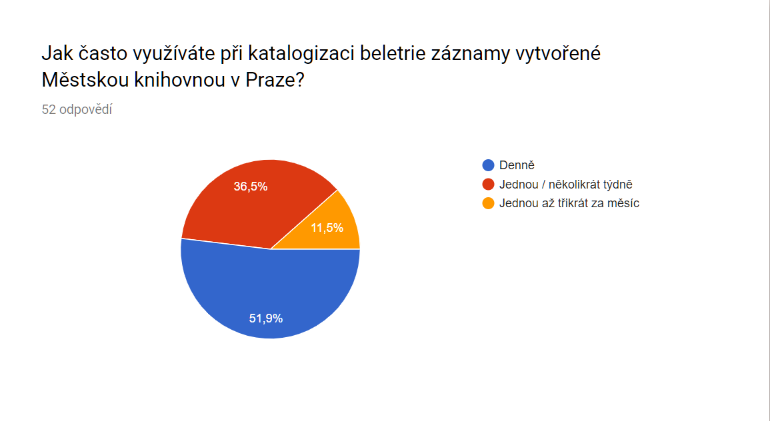 Jak často využíváte při katalogizaci beletrie záznamy vytvořené
Městskou knihovnou v Praze?
52 odpovědí
Denně
Jednou / několikrát týdně
Jednou až třikrát za měsíc
36,5%
11,5%
51,9%